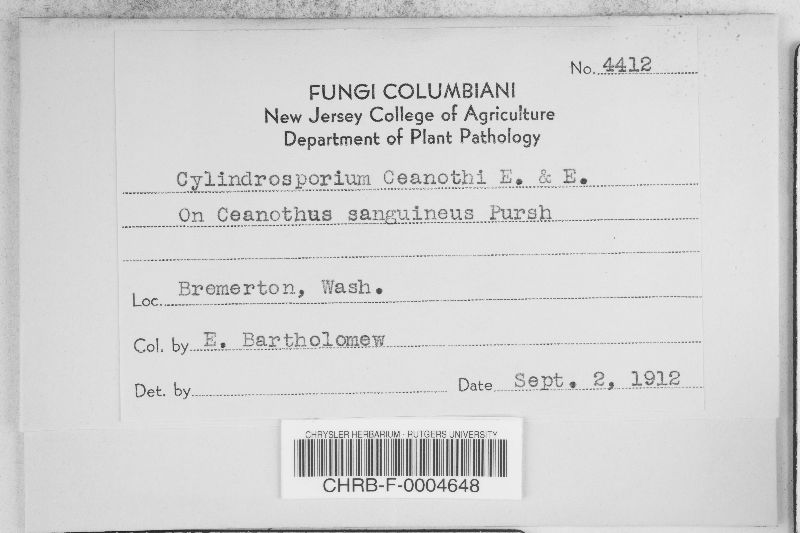 No. 4412
FUNGI COLUMBIANI
New Jersey College of Agriculture
Department of Plant Pathology
Cylindrosporium Ceanothi E. & E.
On Ceanothus sanguineus Pursh
Loc. Bremerton, Wash.
Col. by E. Bartholomew
Det. by
Date Sept. 2, 1912
CHRYSLER HERBARIUM - RUTGERS UNIVERSITY
CHRB-F-0004648